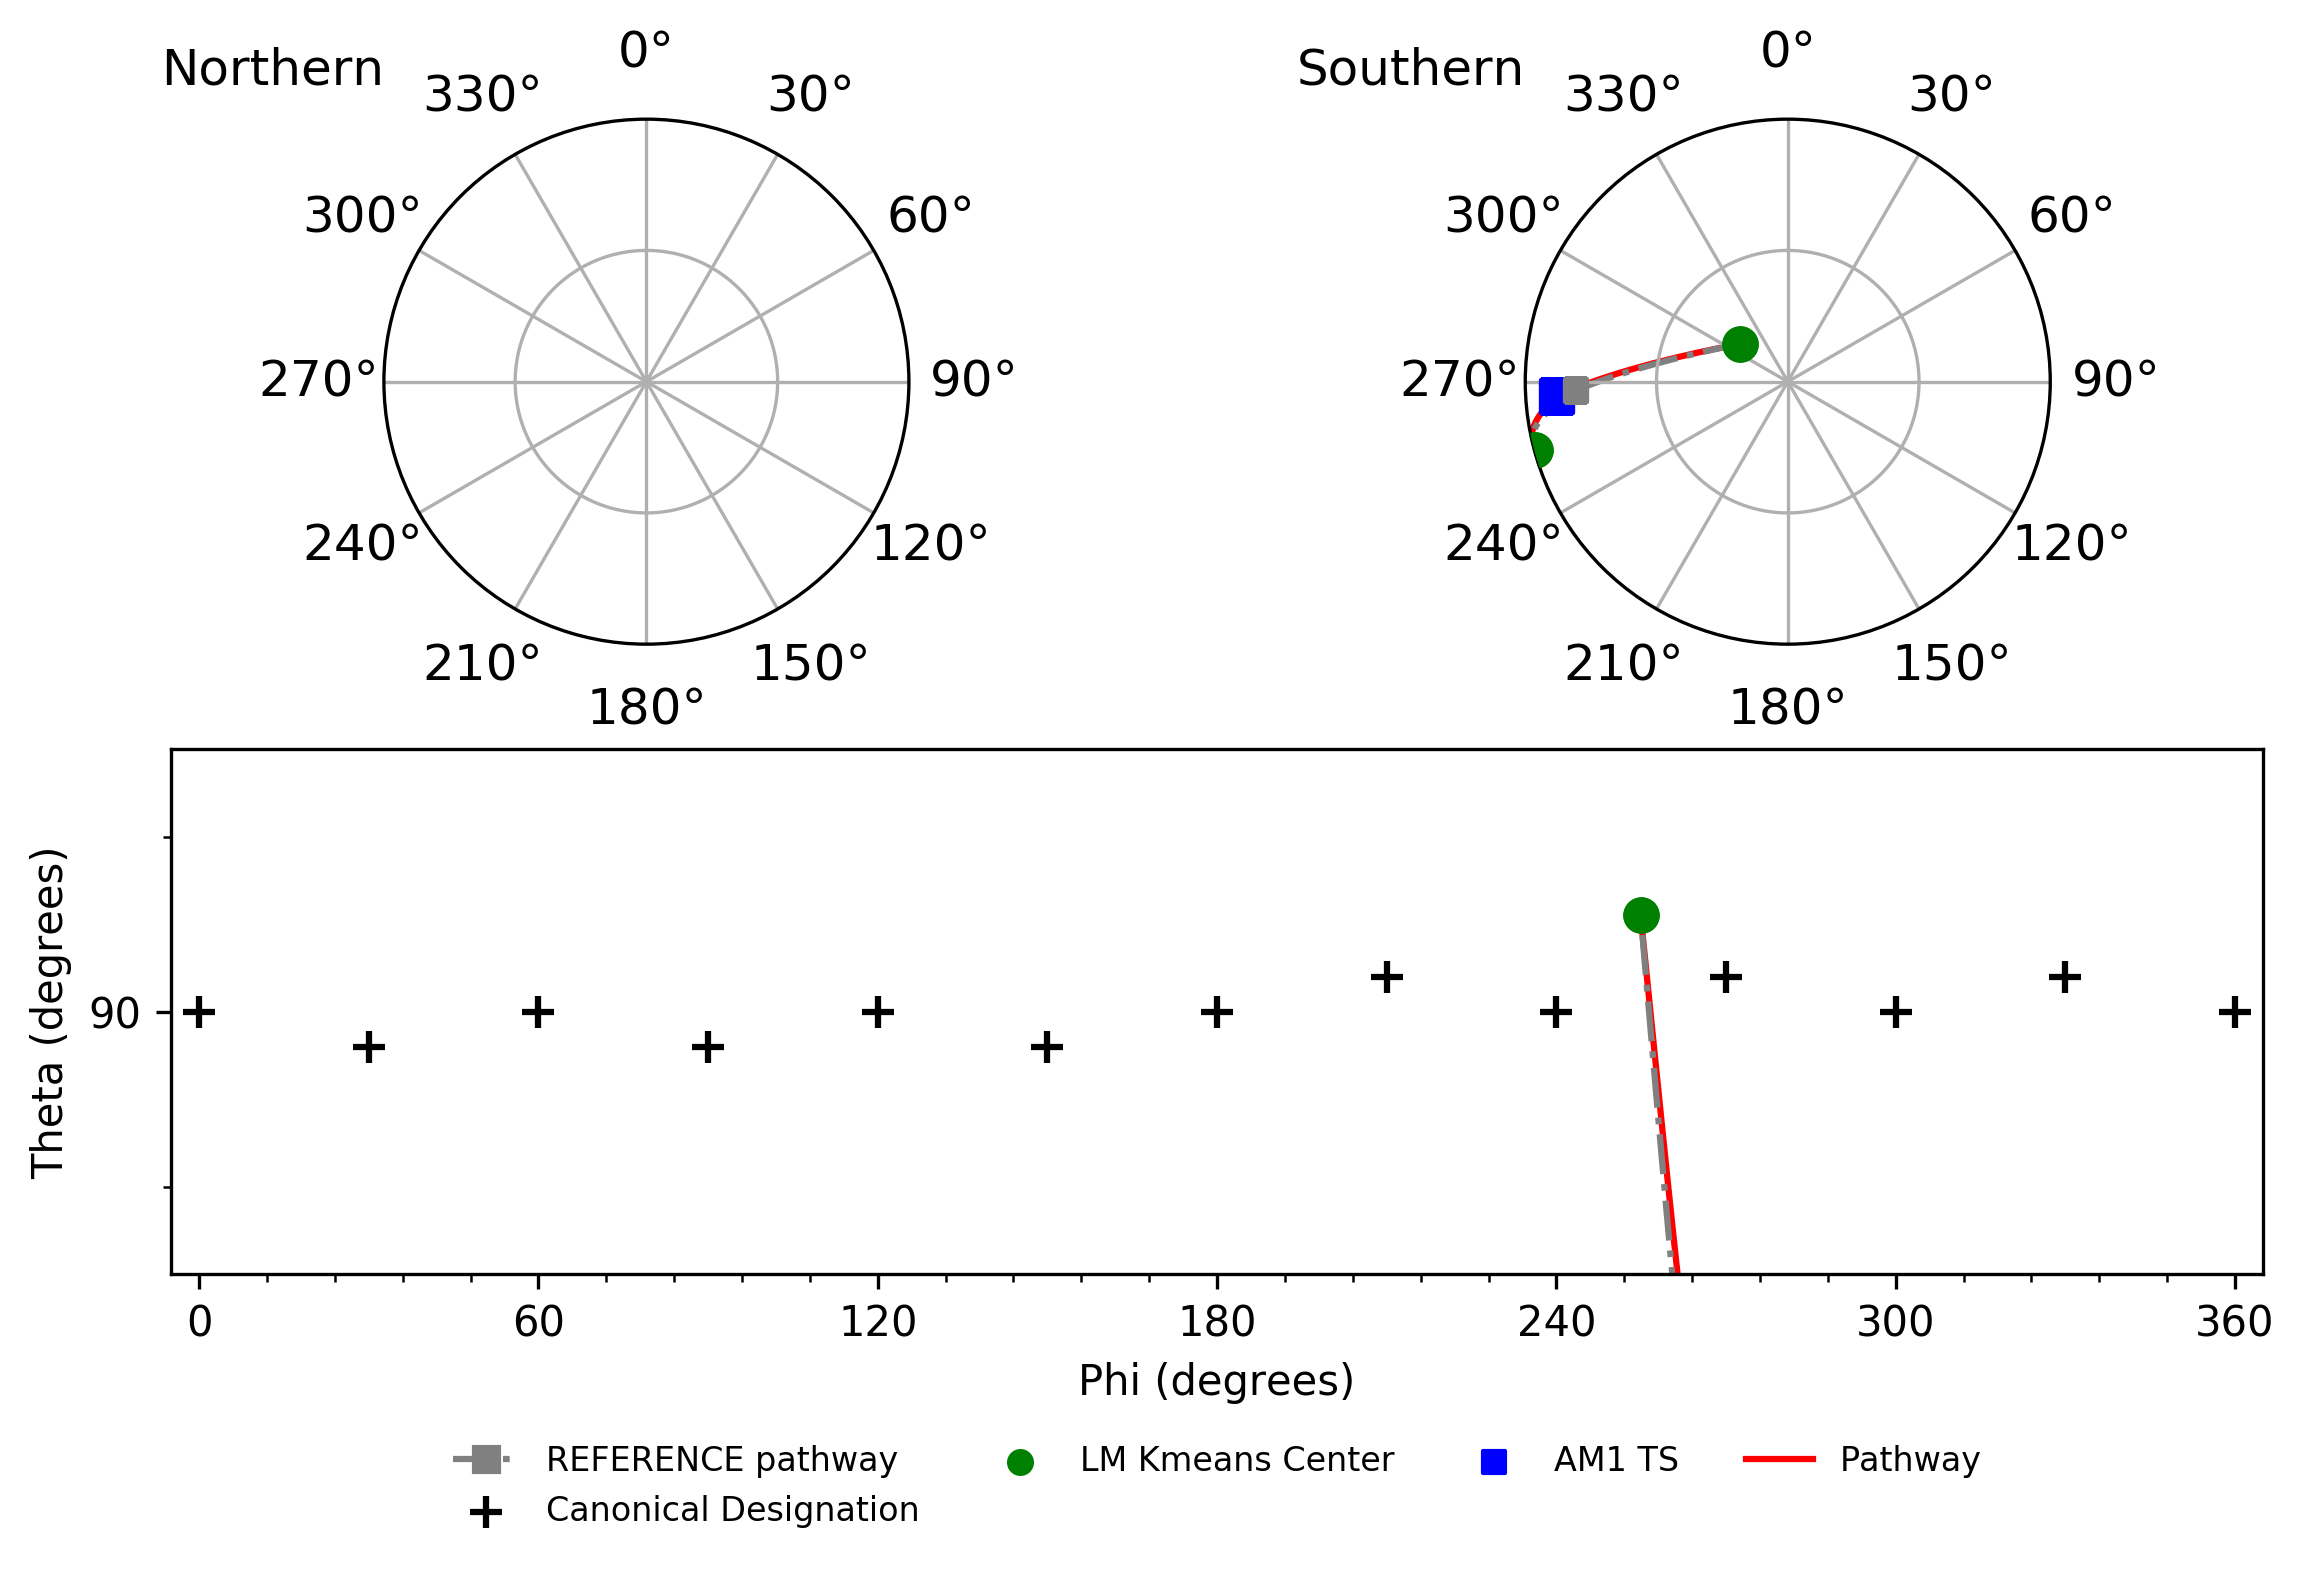 Northern
0°
330°
30°
300°
60°
270°
90°
240°
120°
210°
150°
180°
Southern
0°
330°
30°
300°
60°
270°
90°
240°
120°
210°
150°
180°
Theta (degrees)
90
0 60 120 180 240 300 360
Phi (degrees)
REFERENCE pathway
Canonical Designation
LM Kmeans Center
AM1 TS
Pathway